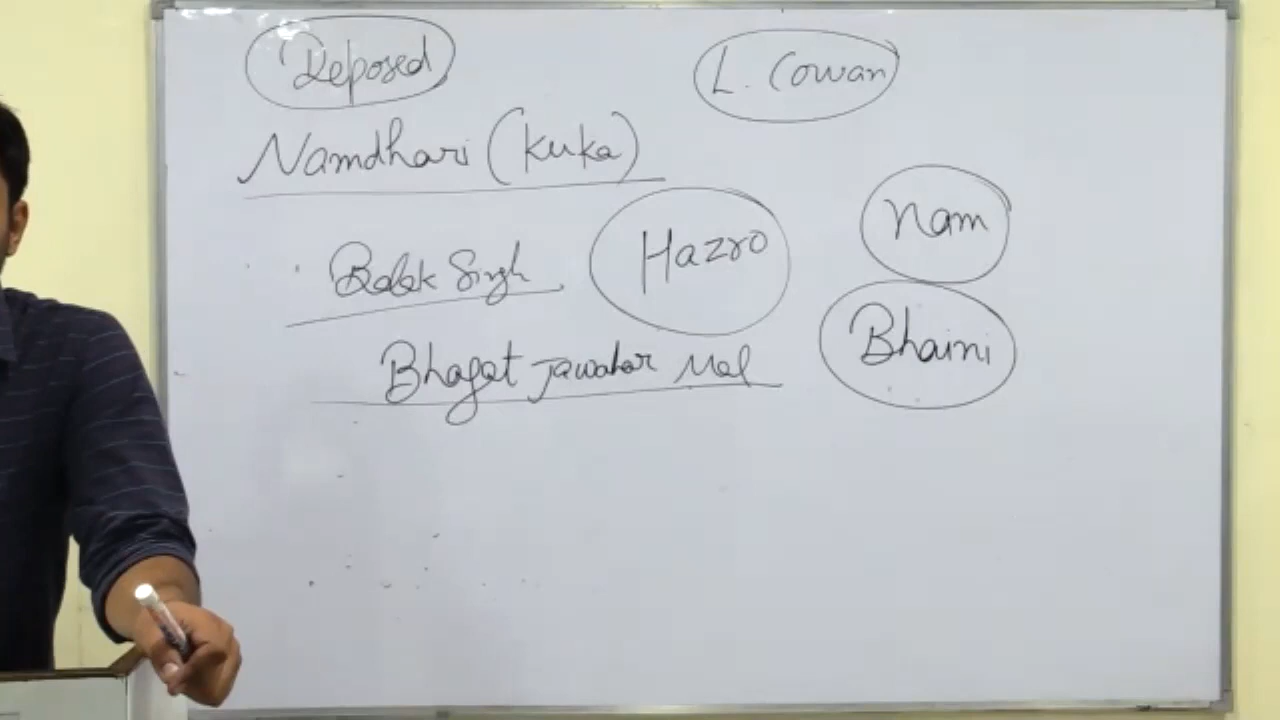 Deposed
L. Cowan
Namdhari (Kuka)
Nam
Balak Singh
Hazro
Bhaini
Bhagat Jawahar Mal